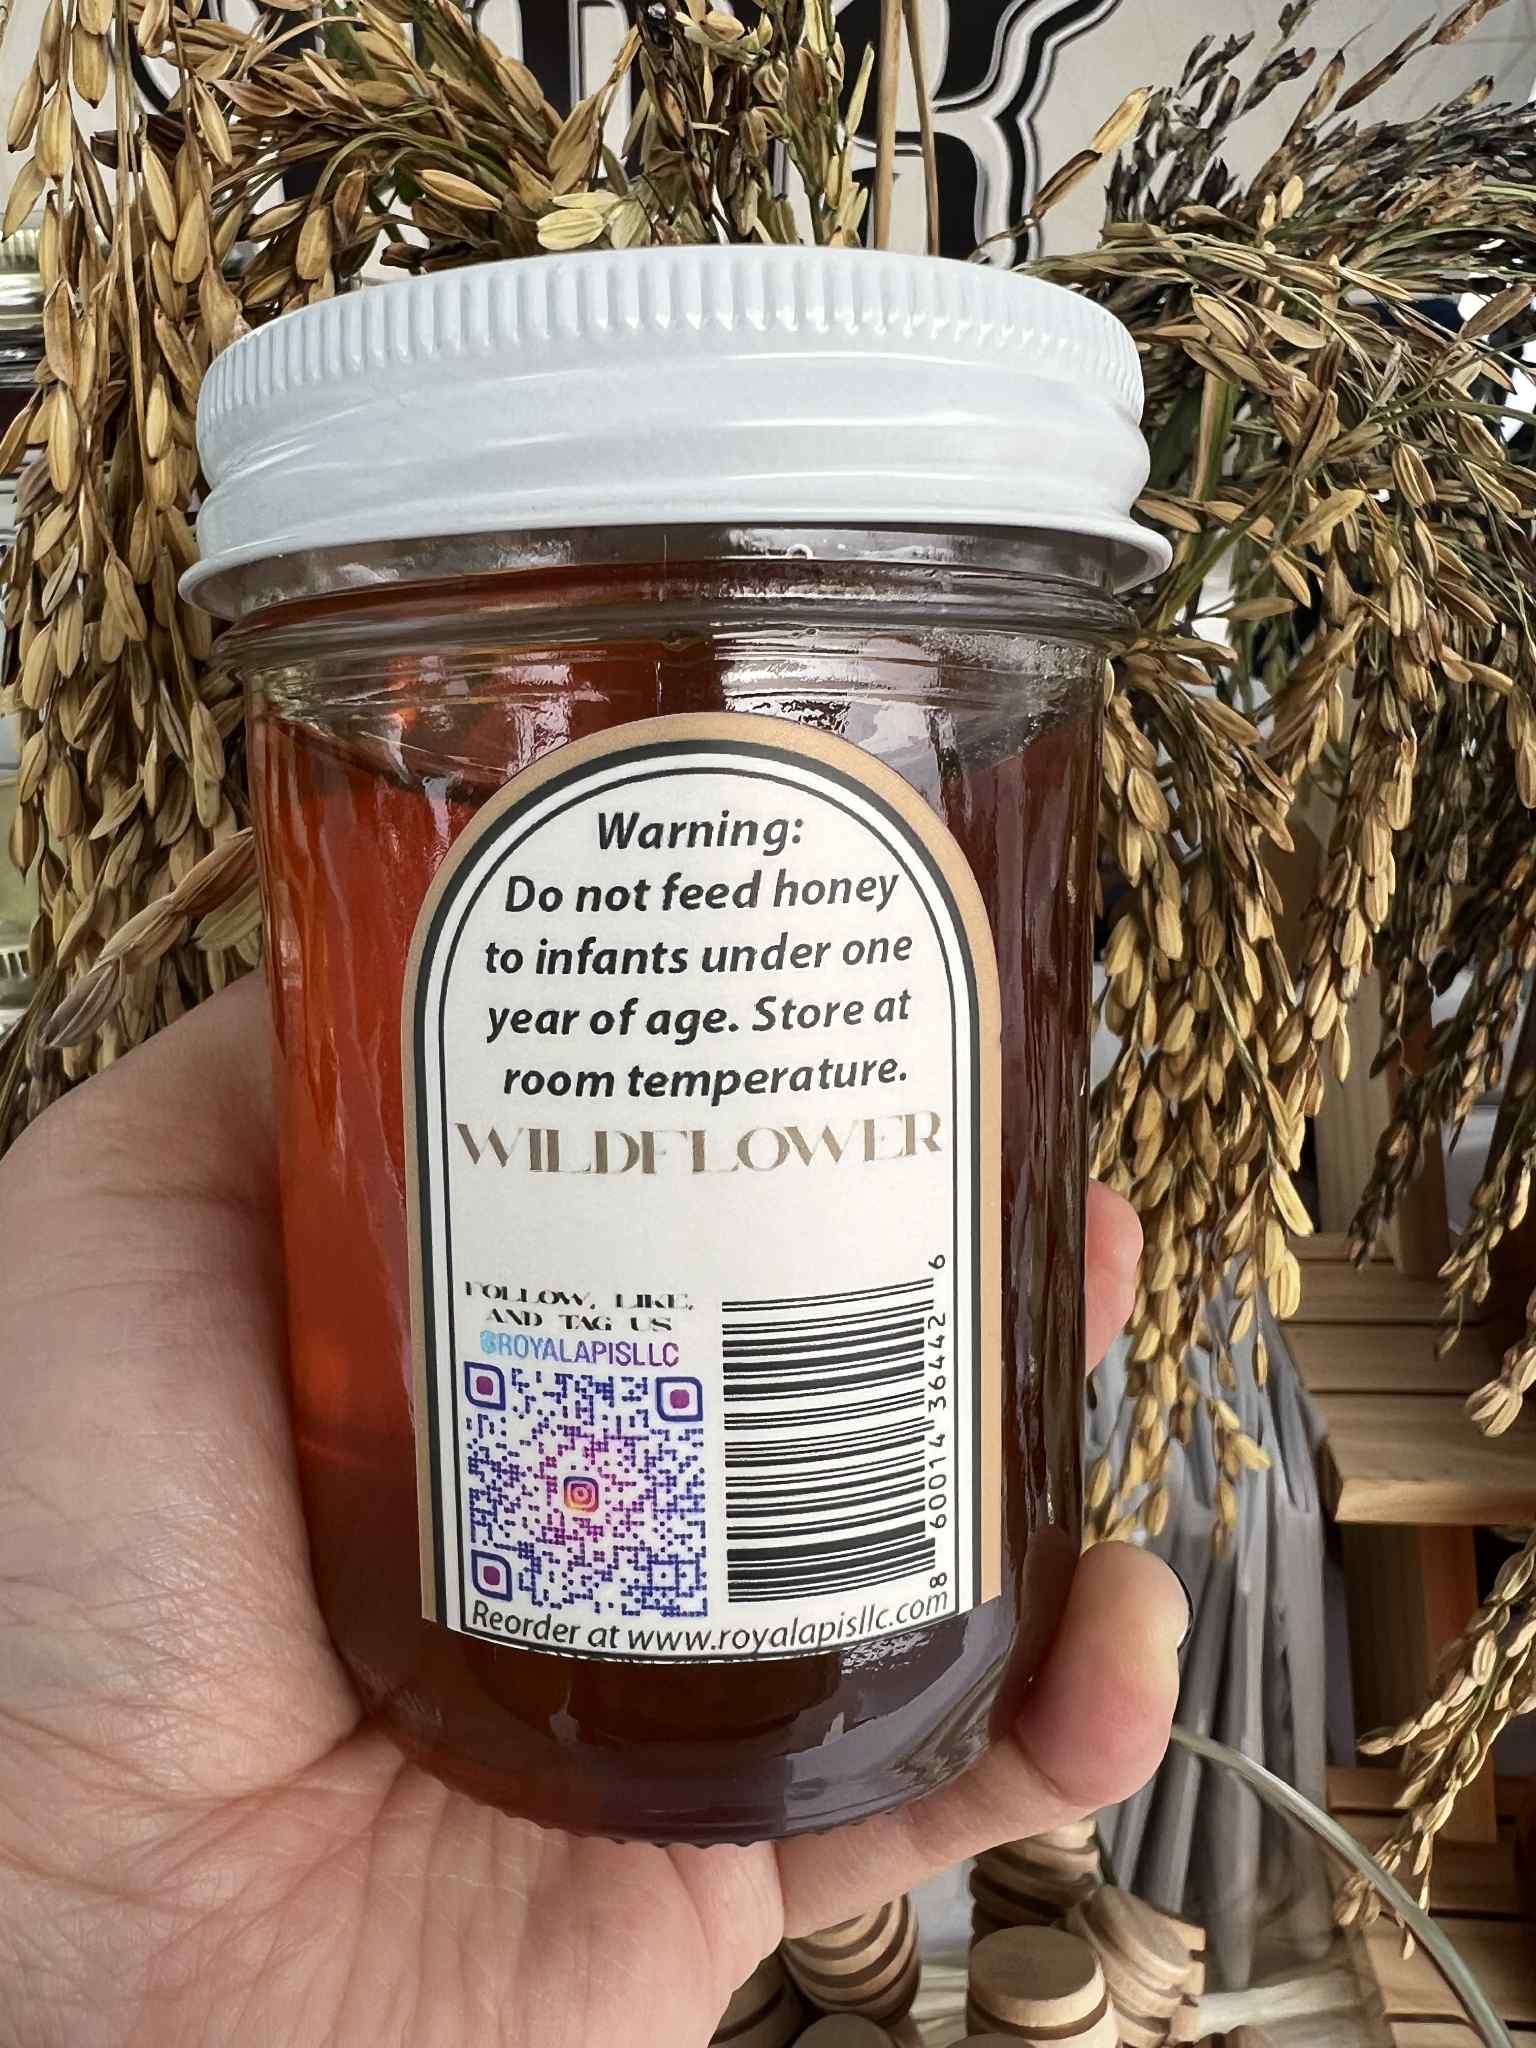 Warning:
Do not feed honey
to infants under one
year of age. Store at
room temperature.
WILDFLOWER
FOLLOW, LIKE,
AND TAG US
@ROYALAPISLLC
8 60014 36442 6
Reorder at www.royalapisllc.com